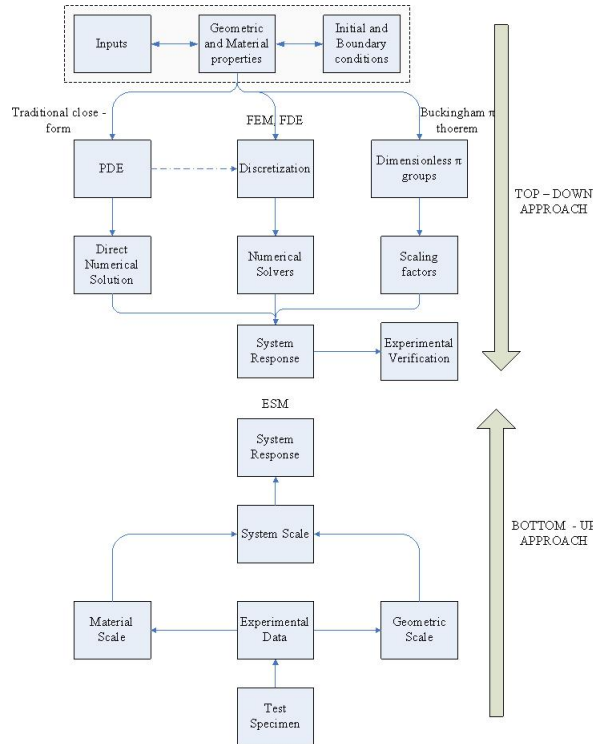 Inputs
Geometric
and Material
properties
Initial and
Boundary
conditions
Traditional close -
form
FEM, FDE
Buckingham π
thoerem
PDE
Discretization
Dimensionless π
groups
TOP – DOWN
APPROACH
Direct
Numerical
Solution
Numerical
Solvers
Scaling
factors
System
Response
Experimental
Verification
ESM
System
Response
System Scale
BOTTOM - UP
APPROACH
Material
Scale
Experimental
Data
Geometric
Scale
Test
Specimen